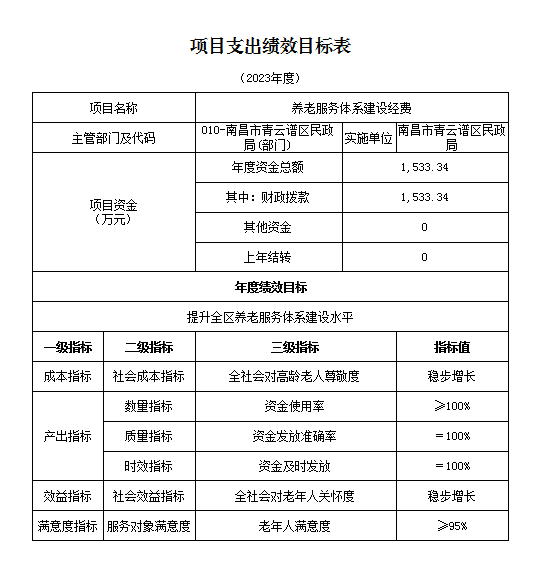 项目支出绩效目标表
（2023年度）
项目名称 养老服务体系建设经费
主管部门及代码 010-南昌市青云谱区民政局(部门) 实施单位 南昌市青云谱区民政局
项目资金
（万元）
年度资金总额 1,533.34
其中：财政拨款 1,533.34
其他资金 0
上年结转 0
年度绩效目标
提升全区养老服务体系建设水平
一级指标 二级指标 三级指标 指标值
成本指标 社会成本指标 全社会对高龄老人尊敬度 稳步增长
产出指标 数量指标 资金使用率 ≥100%
质量指标 资金发放准确率 ＝100%
时效指标 资金及时发放 ＝100%
效益指标 社会效益指标 全社会对老年人关怀度 稳步增长
满意度指标 服务对象满意度 老年人满意度 ≥95%